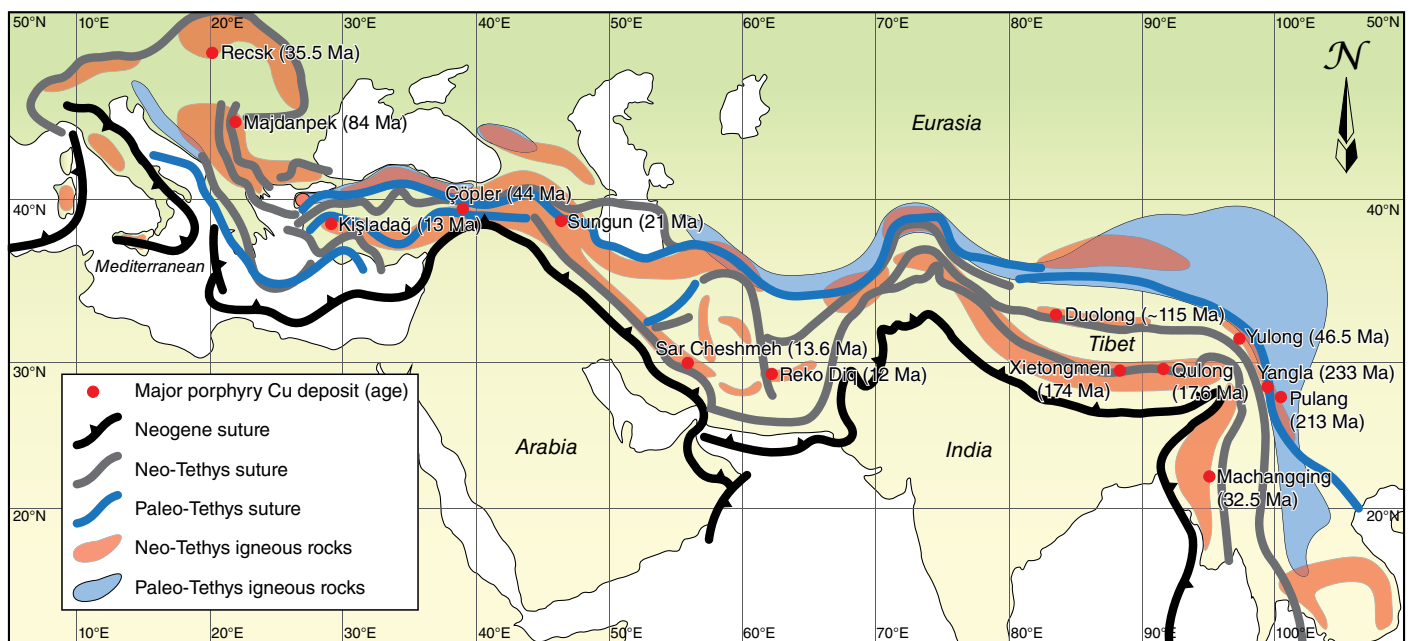 50°N 10°E 20°E 30°E 40°E 50°E 60°E 70°E 80°E 90°E 100°E 50°N
N
Recsk (35.5 Ma)
Majdanpek (84 Ma)
Eurasia
Çöpler (44 Ma)
40°N
40°N
Kişladağ (13 Ma)
Sungun (21 Ma)
Mediterranean
Duolong (~115 Ma)
Yulong (46.5 Ma)
Tibet
Sar Cheshmeh (13.6 Ma)
Reko Diq (12 Ma)
Xietongmen
(174 Ma)
Qulong
(17.6 Ma)
Yangla (233 Ma)
Pulang
(213 Ma)
30°N
30°N
Major porphyry Cu deposit (age)
Neogene suture
Neo-Tethys suture
Paleo-Tethys suture
Neo-Tethys igneous rocks
Paleo-Tethys igneous rocks
Arabia
India
Machangqing
(32.5 Ma)
20°N
20°N
10°E 20°E 30°E 40°E 50°E 60°E 70°E 80°E 90°E 100°E